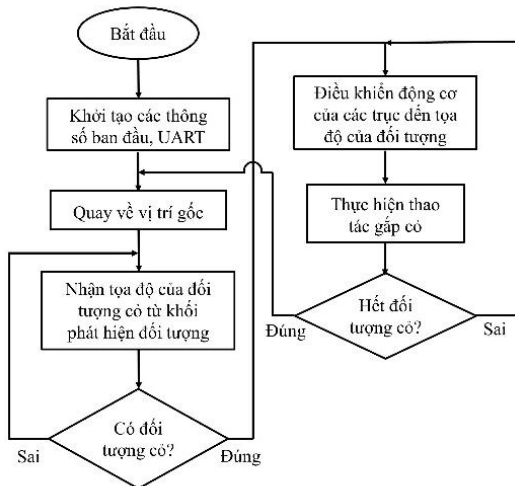 Bắt đầu
Khởi tạo các thông
số ban đầu, UART
Quay về vị trí gốc
Nhận tọa độ của đối
tượng cỏ từ khối
phát hiện đối tượng
Có đối
tượng cỏ?
Sai
Đúng
Điều khiển động cơ
của các trục đến tọa
độ của đối tượng
Thực hiện thao
tác gắp cỏ
Hết đối
tượng cỏ?
Đúng
Sai